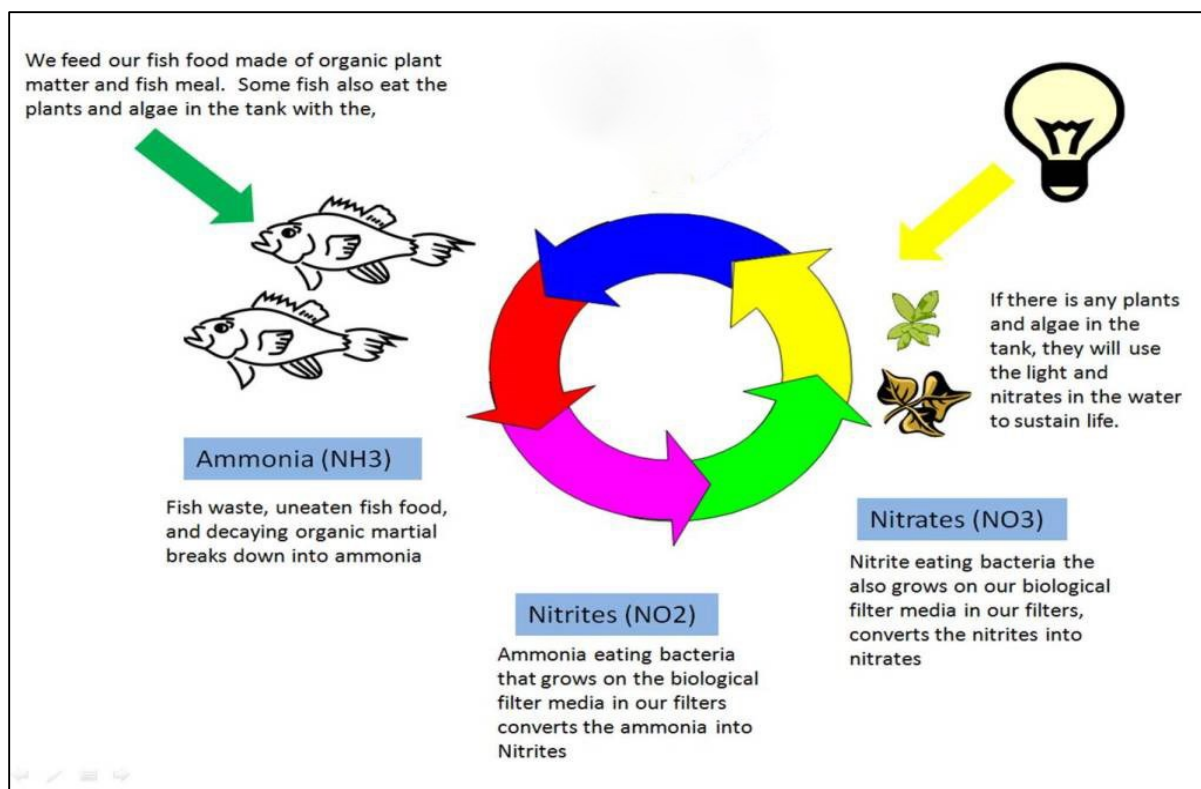 We feed our fish food made of organic plant
matter and fish meal.  Some fish also eat the
plants and algae in the tank with the,
If there is any plants
and algae in the
tank, they will use
the light and
nitrates in the water
to sustain life.
Ammonia (NH3)
Fish waste, uneaten fish food,
and decaying organic martial
breaks down into ammonia
Nitrites (NO2)
Ammonia eating bacteria
that grows on the biological
filter media in our filters
converts the ammonia into
Nitrites
Nitrates (NO3)
Nitrite eating bacteria the
also grows on our biological
filter media in our filters,
converts the nitrites into
nitrates